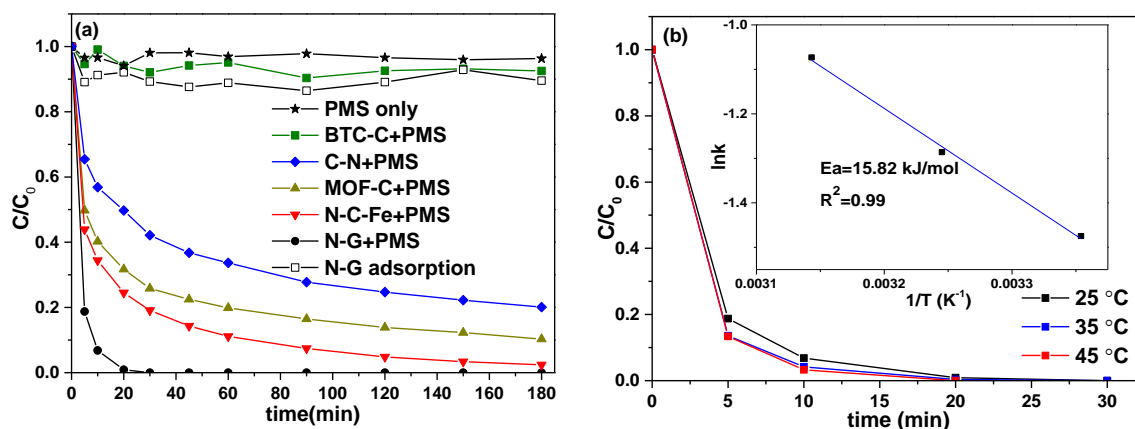 (a)
1.0
0.8
0.6
0.4
0.2
0.0
C/C0
0 20 40 60 80 100 120 140 160 180
time(min)
PMS only
BTC-C+PMS
C-N+PMS
MOF-C+PMS
N-C-Fe+PMS
N-G+PMS
N-G adsorption
(b)
1.0
0.8
0.6
0.4
0.2
0.0
C/C0
0 5 10 15 20 25 30
time (min)
-1.0
-1.2
-1.4
lnk
0.0031 0.0032 0.0033
1/T (K-1)
Ea=15.82 kJ/mol
R2=0.99
25 °C
35 °C
45 °C